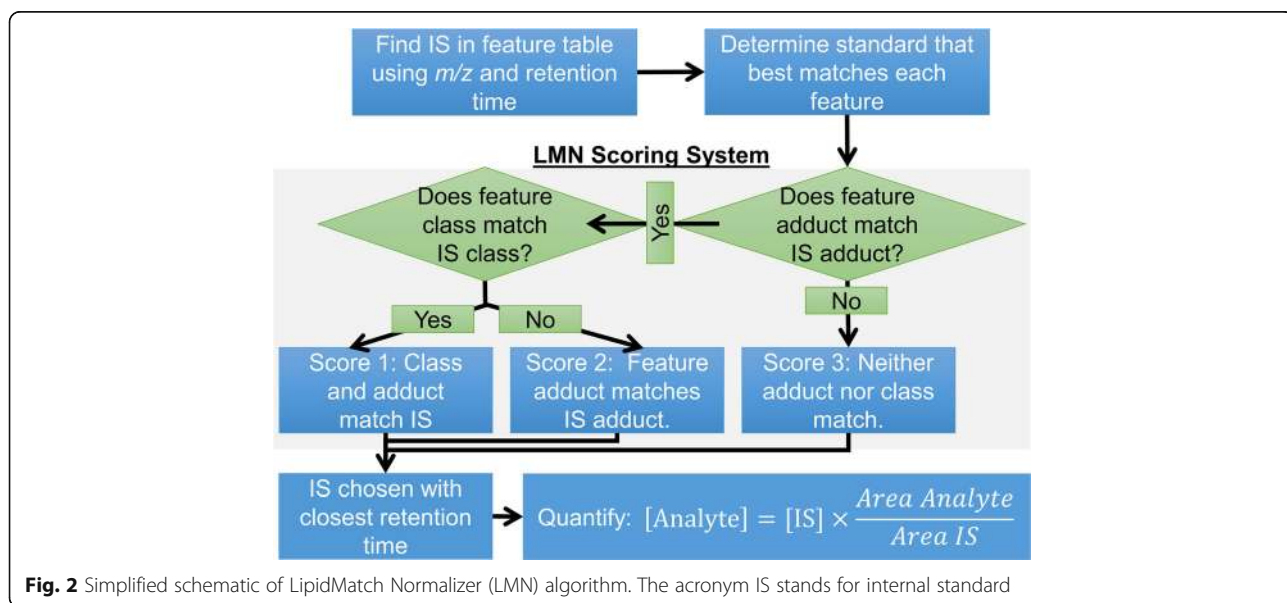 Find IS in feature table
using m/z and retention
time
Determine standard that
best matches each
feature
LMN Scoring System
Does feature
adduct match
IS adduct?
Yes
Does feature
class match
IS class?
No
Yes
No
Score 1: Class
and adduct
match IS
Score 2: Feature
adduct matches
IS adduct.
Score 3: Neither
adduct nor class
match.
IS chosen with
closest retention
time
Quantify: [Analyte] = [IS] × Area Analyte / Area IS
Fig. 2 Simplified schematic of LipidMatch Normalizer (LMN) algorithm. The acronym IS stands for internal standard